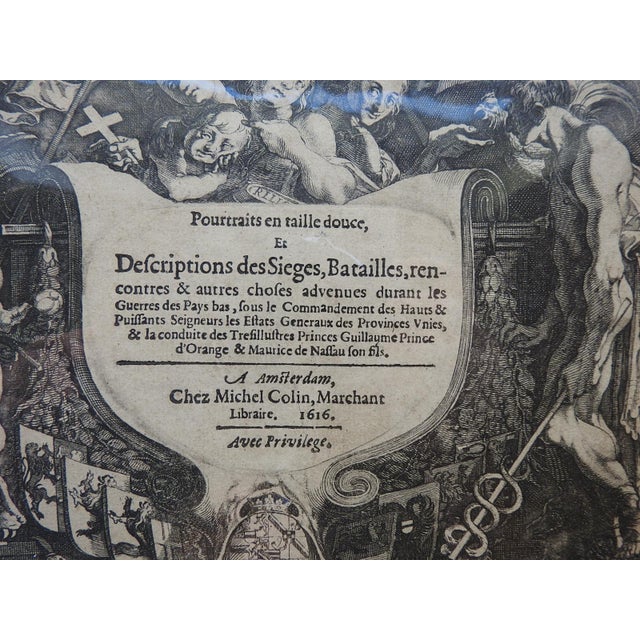 Pourtraits en taille douce,
Et
Deſcriptions des Sieges, Batailles, ren-
contres & autres choſes advenues durant les
Guerres des Pays bas, ſous le Commandement des Hauts &
Puiſſants Seigneurs les Eſtats Generaux des Provinces Vnies,
& la conduite des Treſilluſtres Princes Guillaume Prince
d'Orange & Maurice de Naſſau ſon fils.
A Amſterdam,
Chez Michel Colin, Marchant
Libraire. 1616.
Avec Privilege.